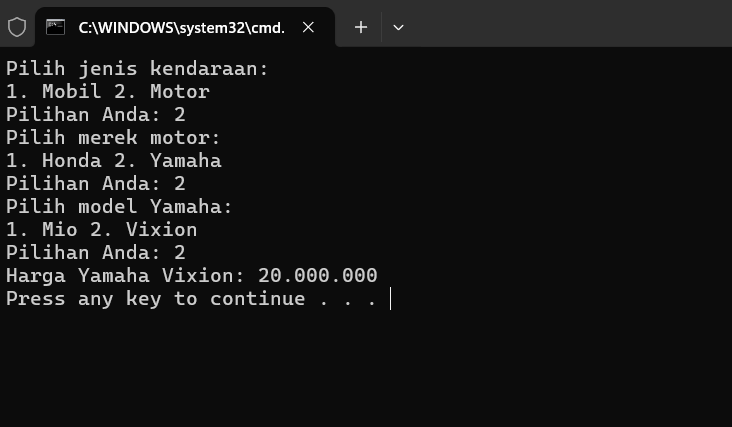 C:\WINDOWS\system32\cmd.
Pilih jenis kendaraan:
1. Mobil 2. Motor
Pilihan Anda: 2
Pilih merek motor:
1. Honda 2. Yamaha
Pilihan Anda: 2
Pilih model Yamaha:
1. Mio 2. Vixion
Pilihan Anda: 2
Harga Yamaha Vixion: 20.000.000
Press any key to continue . . .